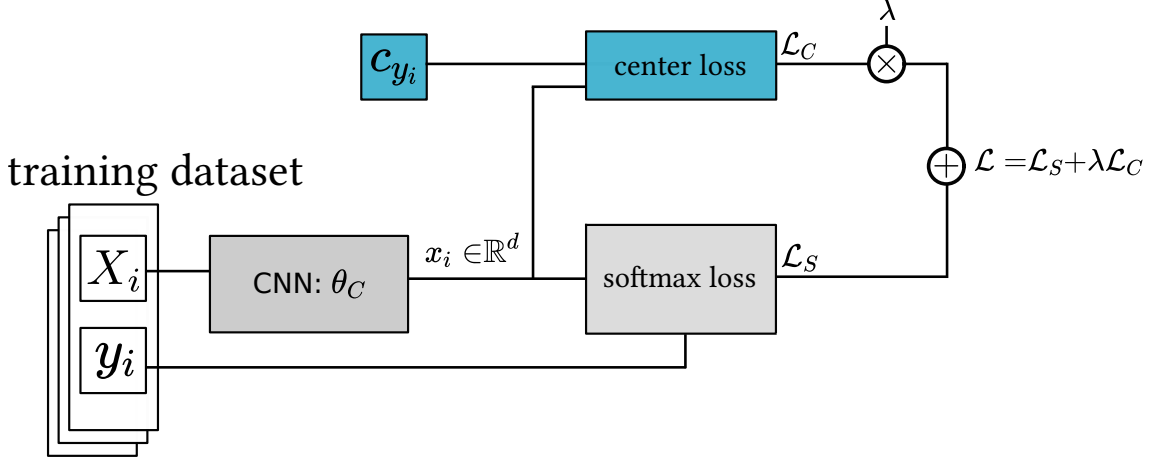 λ
c_{y_i}
center loss
ℒ_C
×
training dataset
+
ℒ =ℒ_S+λℒ_C
X_i
CNN: θ_C
x_i ∈ℝ^d
softmax loss
ℒ_S
y_i